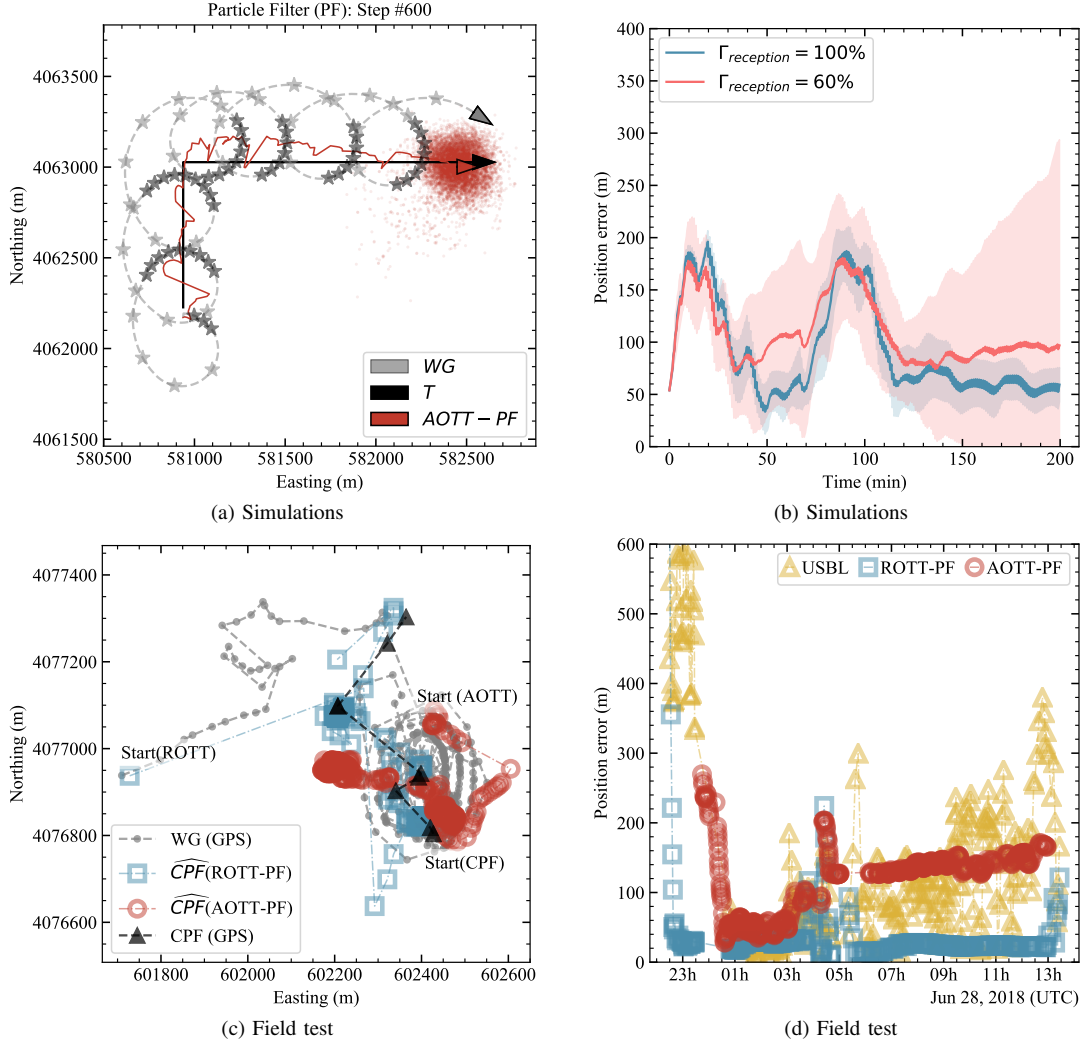 Particle Filter (PF): Step #600
4063500
4063000
4062500
4062000
4061500
Northing (m)
580500 581000 581500 582000 582500
Easting (m)
WG
T
AOTT − PF
(a) Simulations
400
350
300
250
200
150
100
50
0
Position error (m)
0 50 100 150 200
Time (min)
Γreception = 100%
Γreception = 60%
(b) Simulations
4077400
4077200
4077000
4076800
4076600
Northing (m)
601800 602000 602200 602400 602600
Easting (m)
Start (AOTT)
Start(ROTT)
Start(CPF)
WG (GPS)
C͡PF(ROTT-PF)
C͡PF(AOTT-PF)
CPF (GPS)
(c) Field test
600
500
400
300
200
100
0
Position error (m)
USBL ROTT-PF AOTT-PF
23h 01h 03h 05h 07h 09h 11h 13h
Jun 28, 2018 (UTC)
(d) Field test